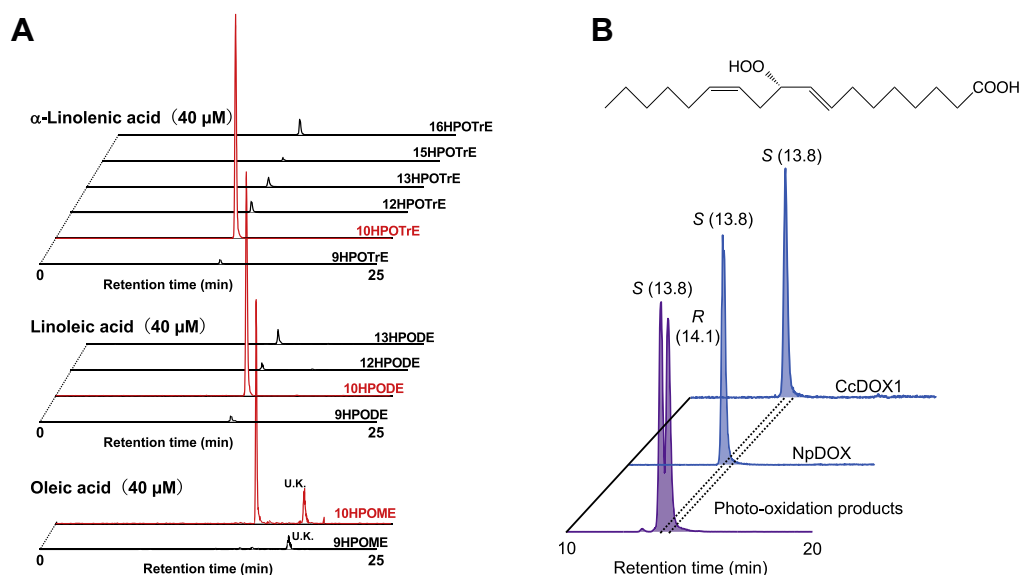 A
α-Linolenic acid (40 µM)
16HPOTrE
15HPOTrE
13HPOTrE
12HPOTrE
10HPOTrE
9HPOTrE
0
25
Retention time (min)
Linoleic acid (40 µM)
13HPODE
12HPODE
10HPODE
9HPODE
0
25
Retention time (min)
Oleic acid (40 µM)
U.K.
10HPOME
U.K.
9HPOME
0
25
Retention time (min)
B
HOO
COOH
S (13.8)
S (13.8)
S (13.8)
R
(14.1)
CcDOX1
NpDOX
Photo-oxidation products
10
20
Retention time (min)